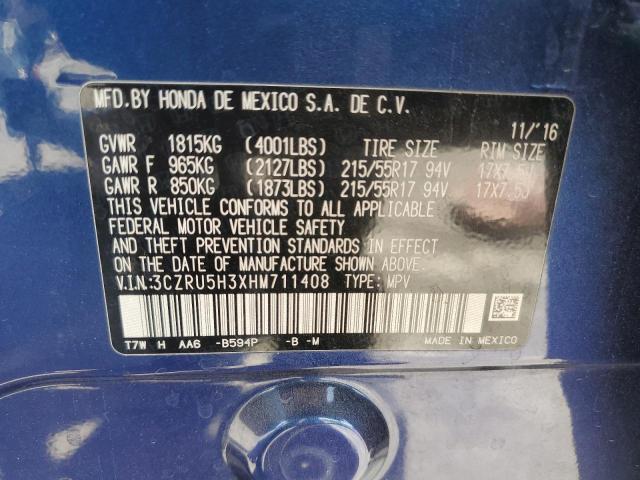 MFD.BY HONDA DE MEXICO S.A. DE C.V.
11/'16
GVWR 1815KG (4001LBS) TIRE SIZE RIM SIZE
GAWR F 965KG (2127LBS) 215/55R17 94V 17X7.5J
GAWR R 850KG (1873LBS) 215/55R17 94V 17X7.5J
THIS VEHICLE CONFORMS TO ALL APPLICABLE
FEDERAL MOTOR VEHICLE SAFETY
AND THEFT PREVENTION STANDARDS IN EFFECT
ON THE DATE OF MANUFACTURE SHOWN ABOVE.
V.I.N.:3CZRU5H3XHM711408 TYPE: MPV
T7W H AA6 -B594P -B -M MADE IN MEXICO